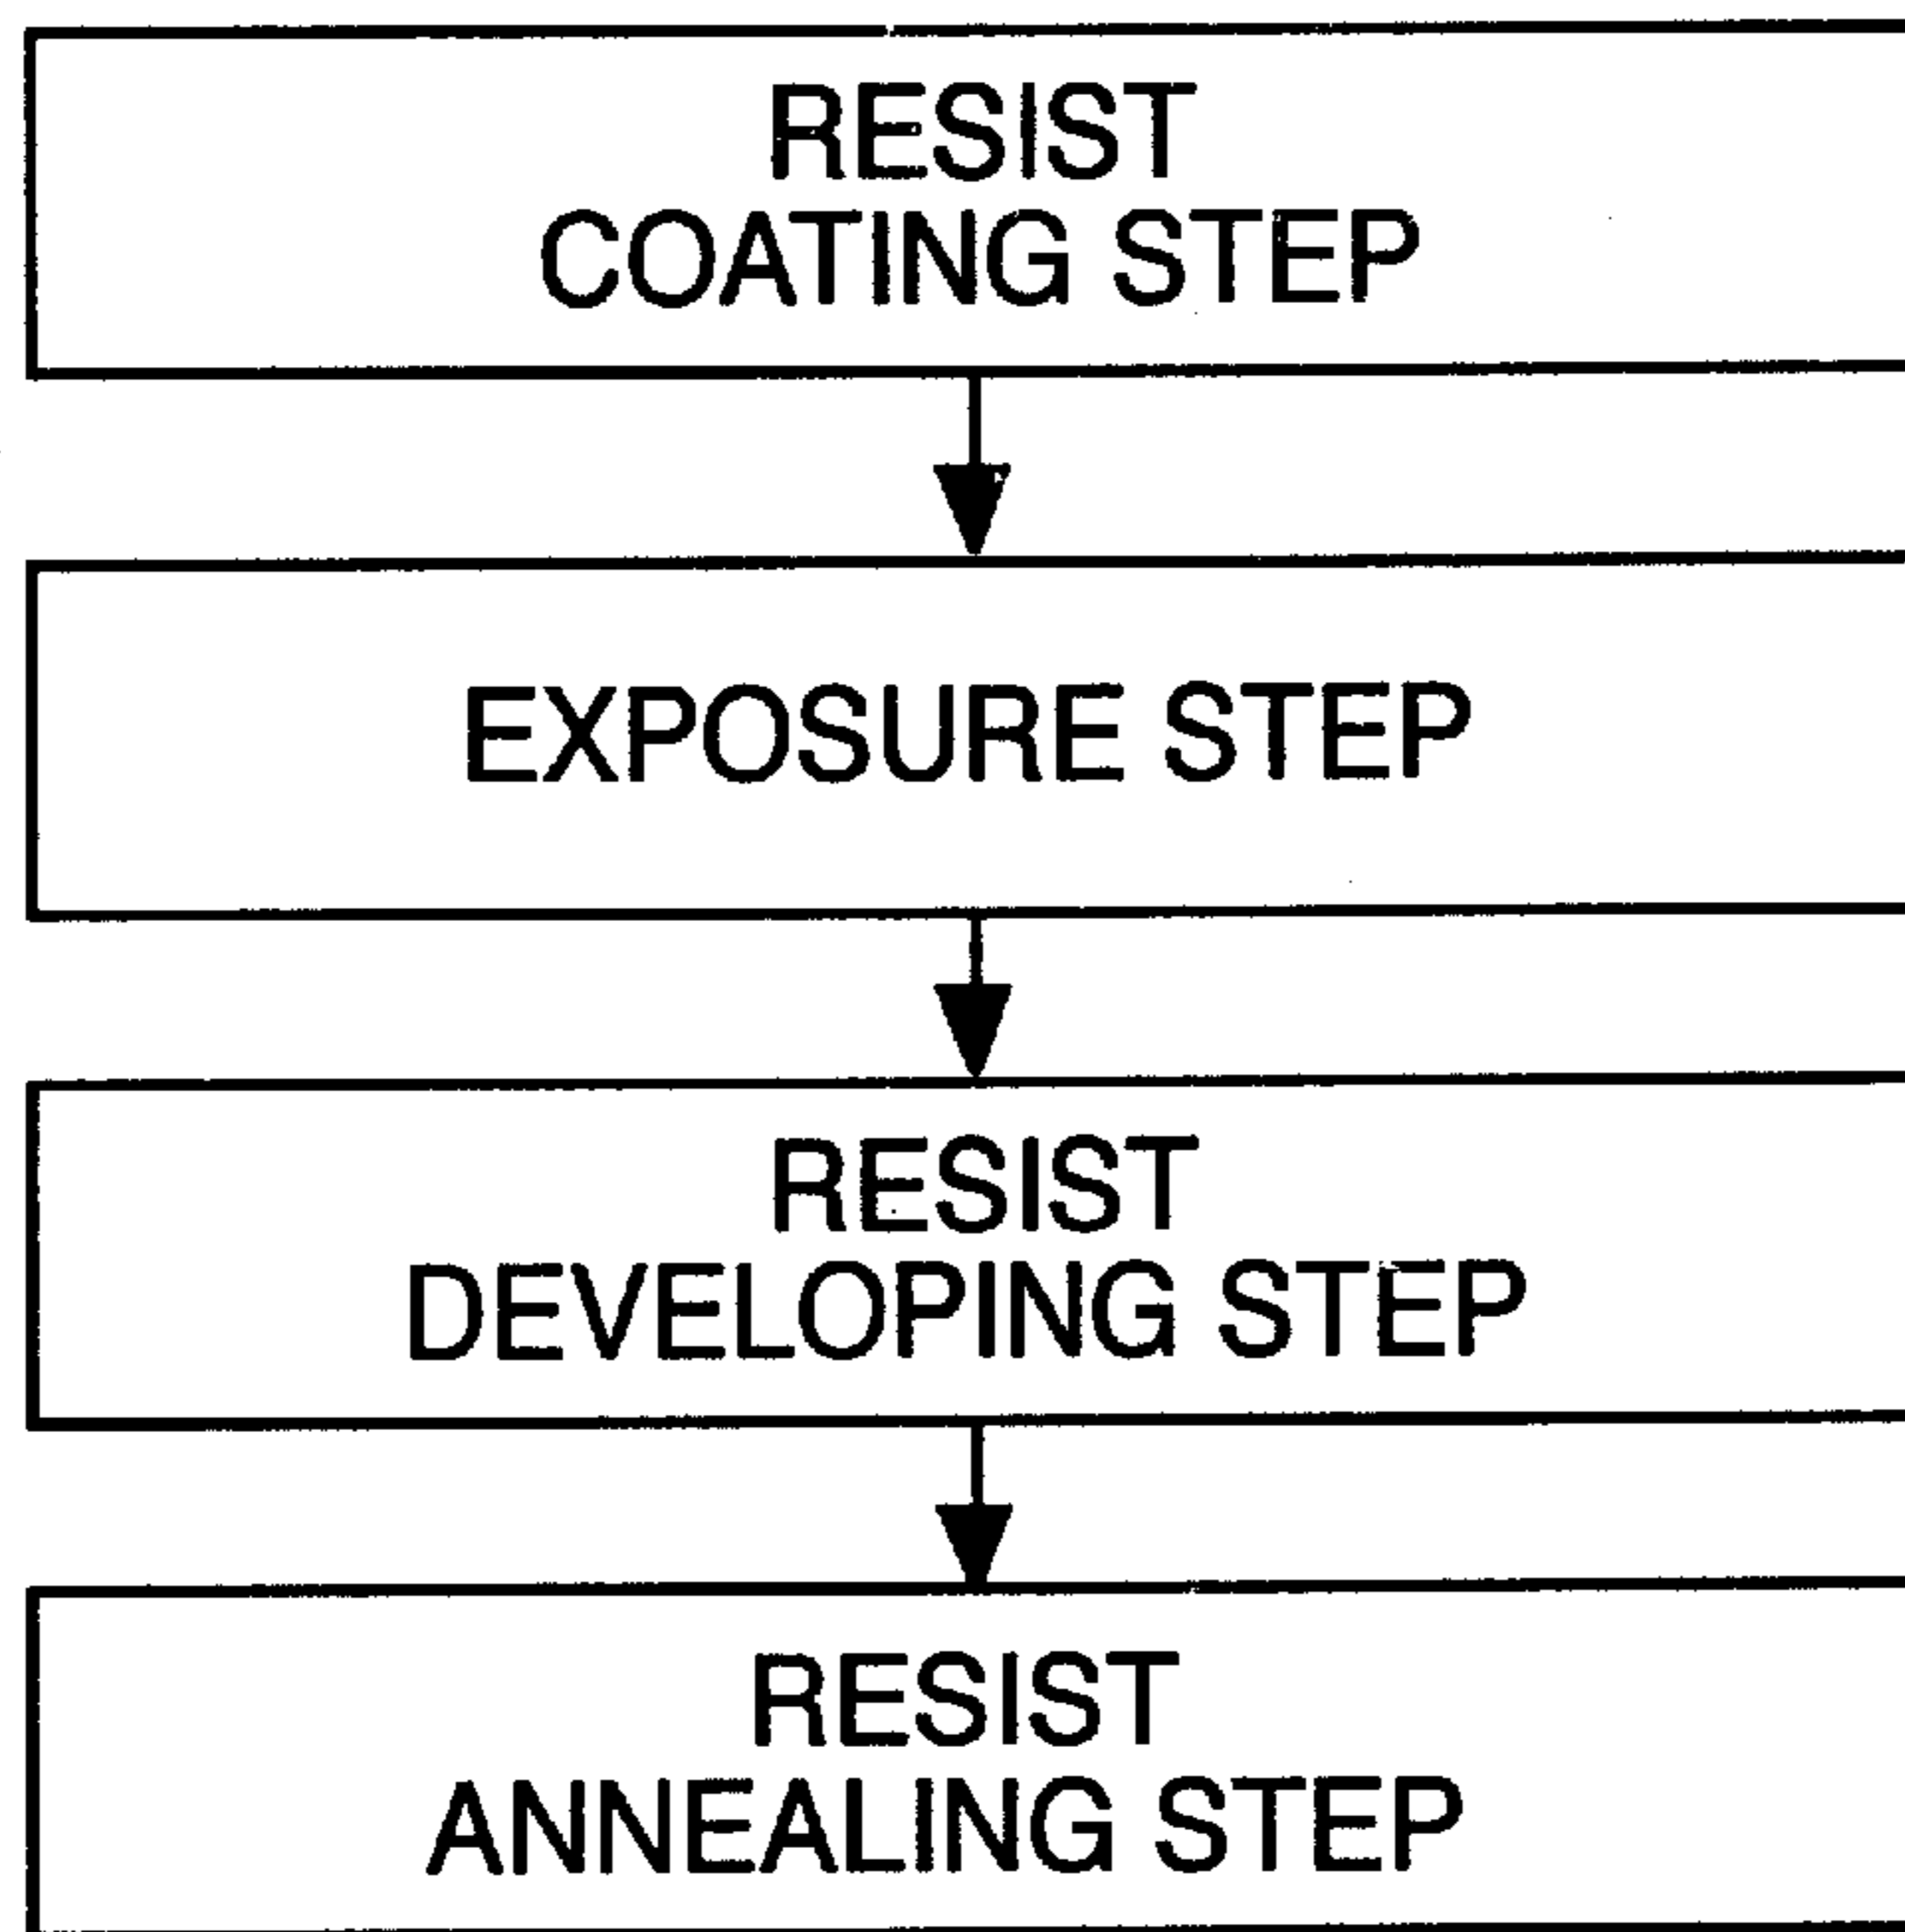 RESIST
COATING STEP
EXPOSURE STEP
RESIST
DEVELOPING STEP
RESIST
ANNEALING STEP